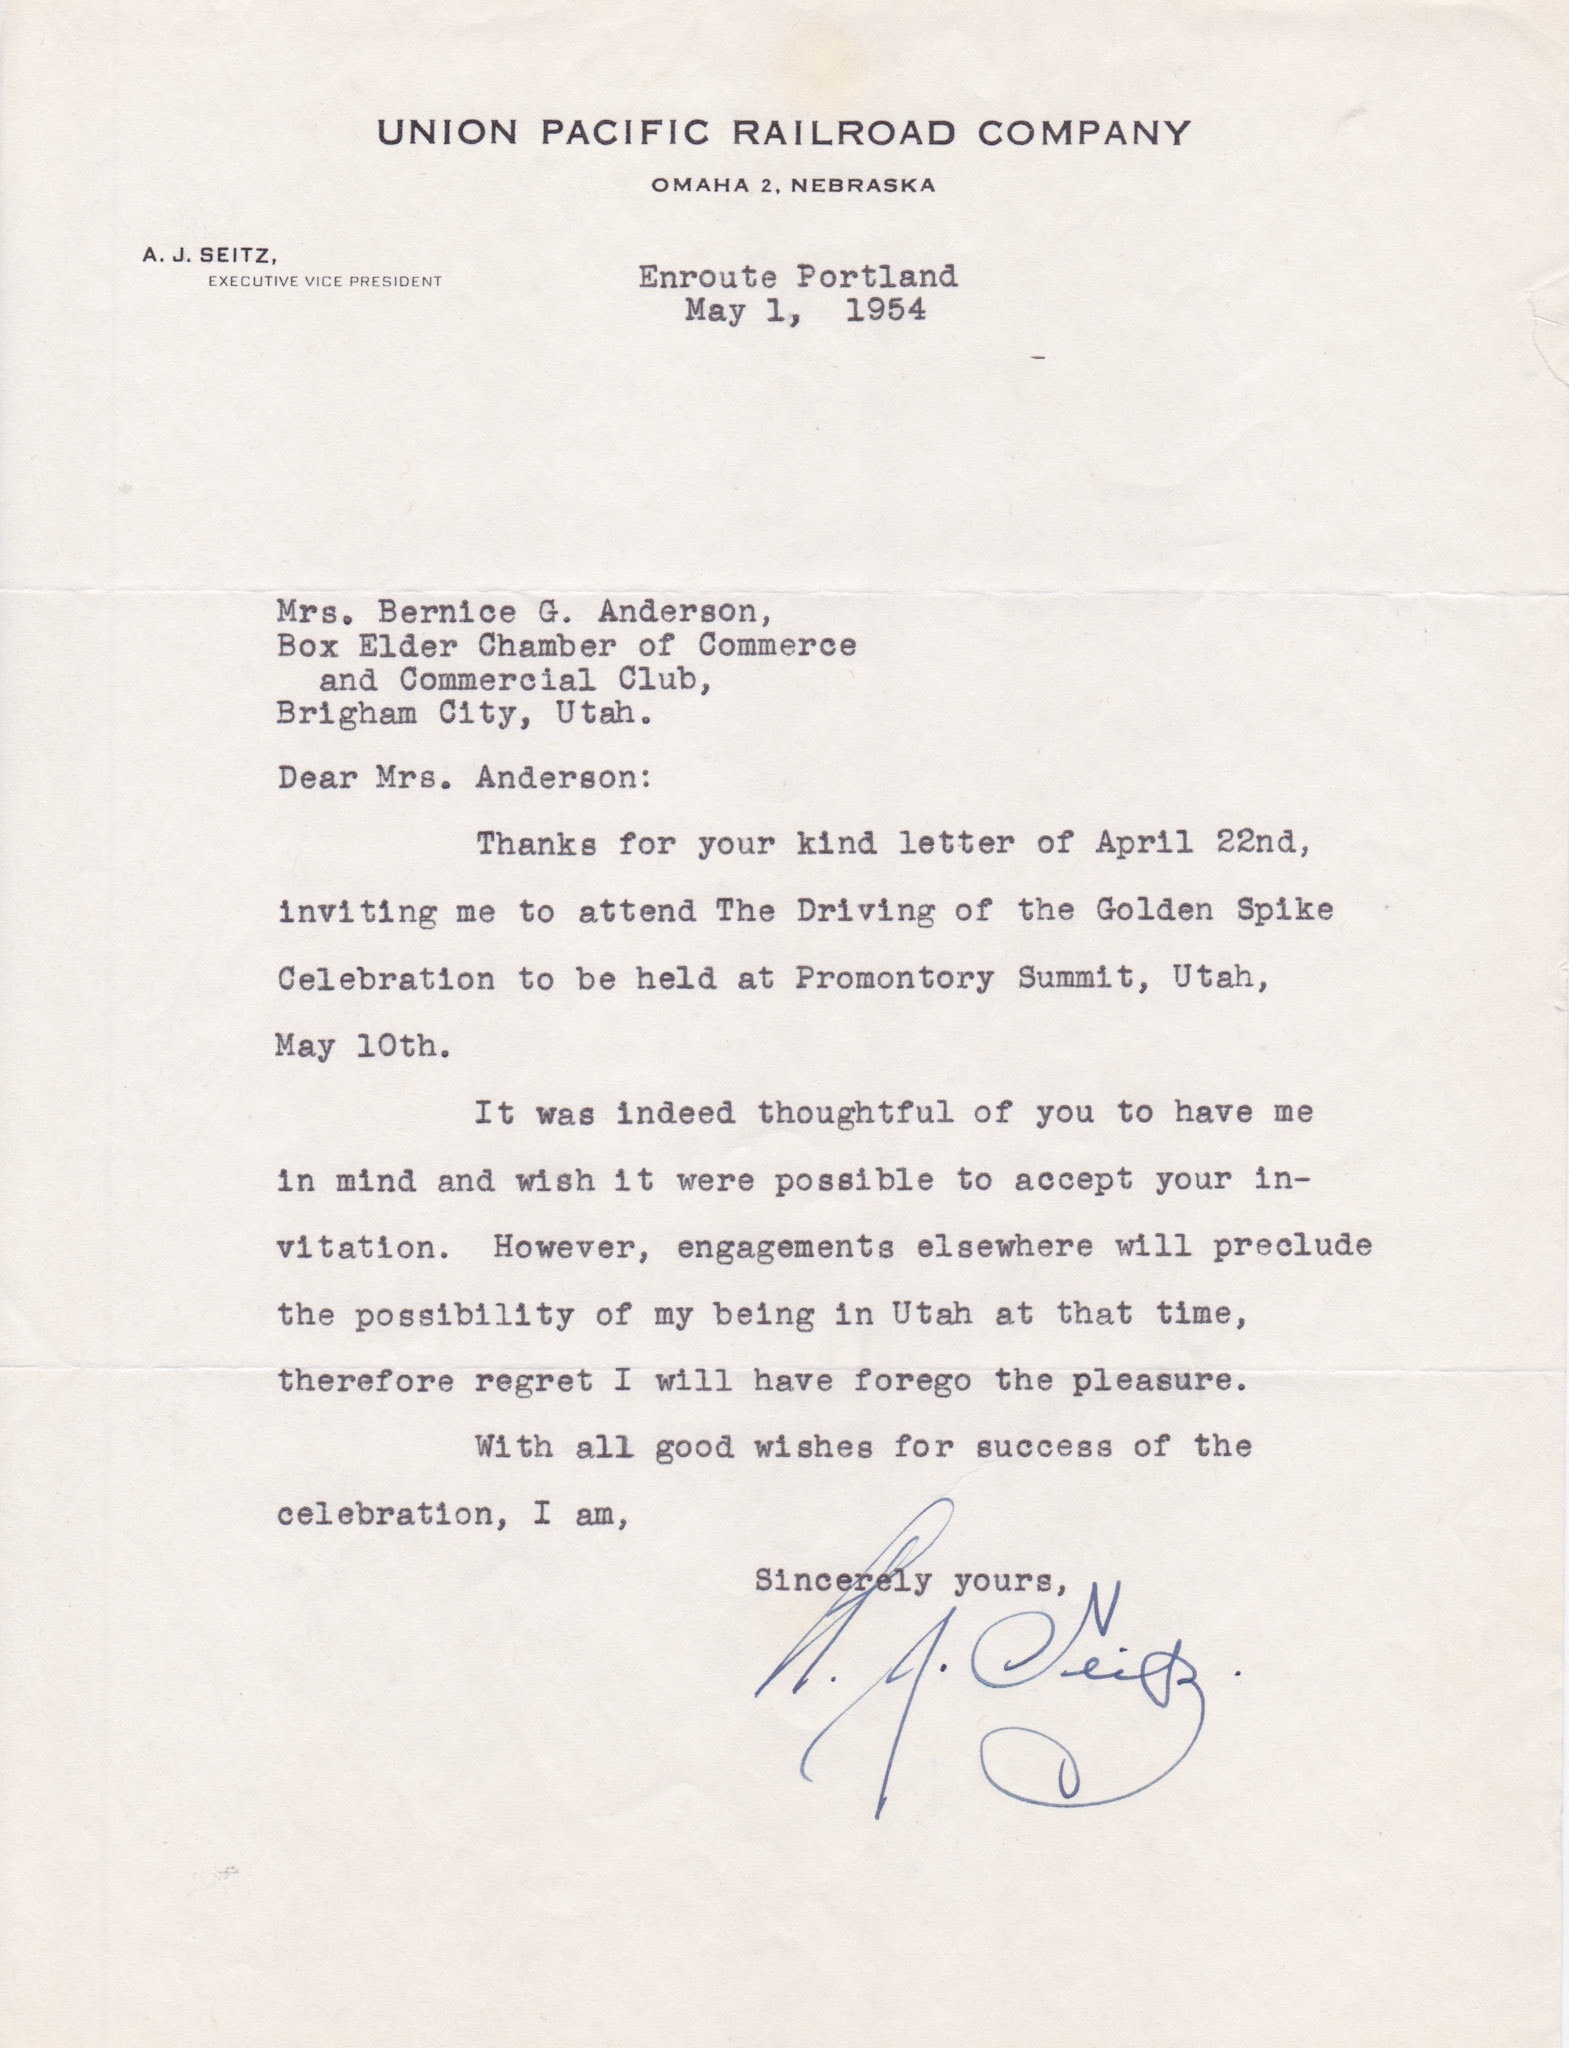 UNION PACIFIC RAILROAD COMPANY
OMAHA 2, NEBRASKA
A. J. SEITZ,
EXECUTIVE VICE PRESIDENT
Enroute Portland
May 1, 1954
Mrs. Bernice G. Anderson,
Box Elder Chamber of Commerce
and Commercial Club,
Brigham City, Utah.
Dear Mrs. Anderson:
Thanks for your kind letter of April 22nd,
inviting me to attend The Driving of the Golden Spike
Celebration to be held at Promontory Summit, Utah,
May 10th.
It was indeed thoughtful of you to have me
in mind and wish it were possible to accept your in-
vitation. However, engagements elsewhere will preclude
the possibility of my being in Utah at that time,
therefore regret I will have forego the pleasure.
With all good wishes for success of the
celebration, I am,
Sincerely yours,
A. J. Seitz.